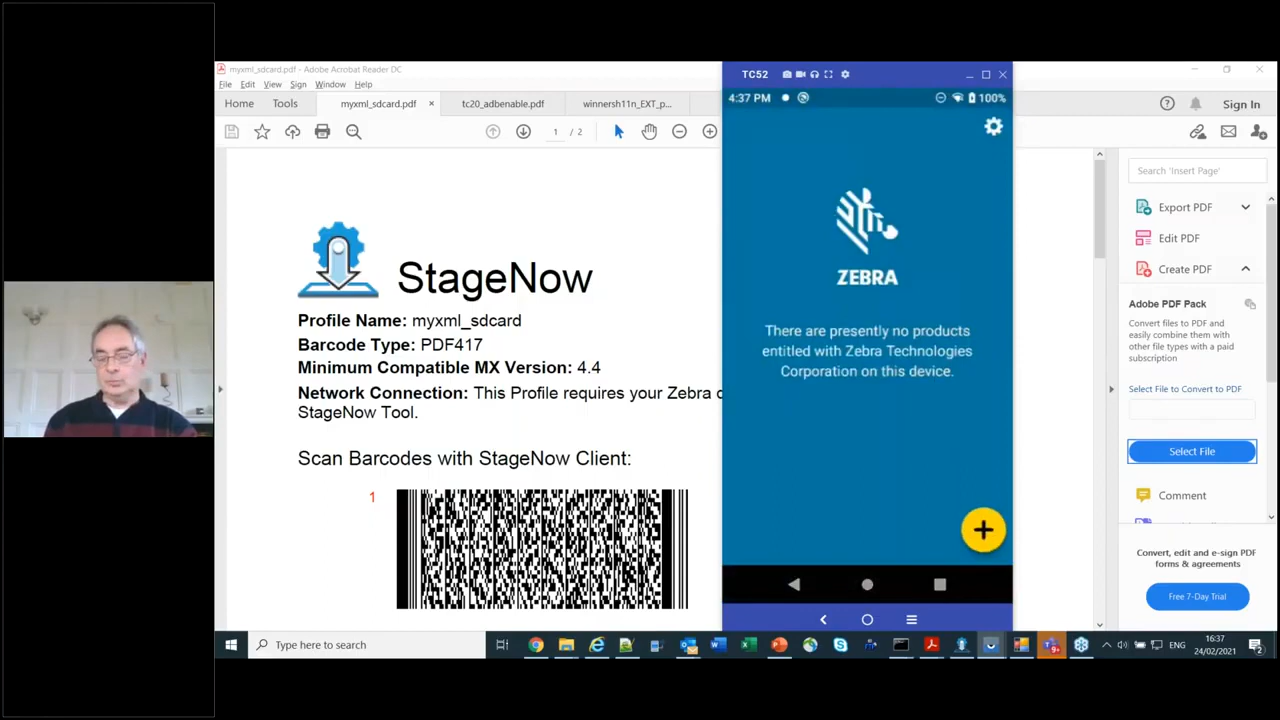 myxml_sdcard.pdf - Adobe Acrobat Reader DC
File Edit View Sign Window Help
Home Tools myxml_sdcard.pdf × tc20_adbenable.pdf winnersh11n_EXT_p...
Sign In
1 / 2
StageNow
Profile Name: myxml_sdcard
Barcode Type: PDF417
Minimum Compatible MX Version: 4.4
Network Connection: This Profile requires your Zebra
StageNow Tool.
Scan Barcodes with StageNow Client:
1
TC52
4:37 PM 100%
ZEBRA
There are presently no products
entitled with Zebra Technologies
Corporation on this device.
Search 'Insert Page'
Export PDF
Edit PDF
Create PDF
Adobe PDF Pack
Convert files to PDF and
easily combine them with
other file types with a paid
subscription
Select File to Convert to PDF
Select File
Comment
Convert, edit and e-sign PDF
forms & agreements
Free 7-Day Trial
Type here to search
ENG
16:37
24/02/2021